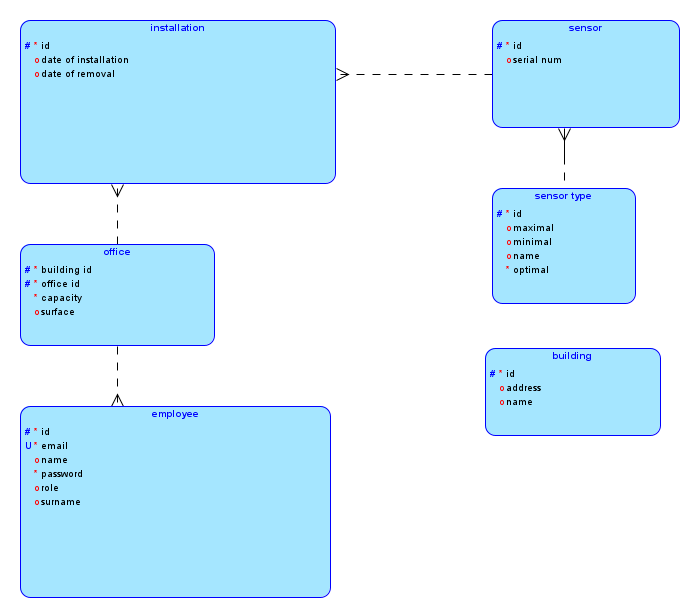 installation
# * id
o date of installation
o date of removal
sensor
# * id
o serial num
sensor type
# * id
o maximal
o minimal
o name
* optimal
office
# * building id
# * office id
* capacity
o surface
building
# * id
o address
o name
employee
# * id
U * email
o name
* password
o role
o surname